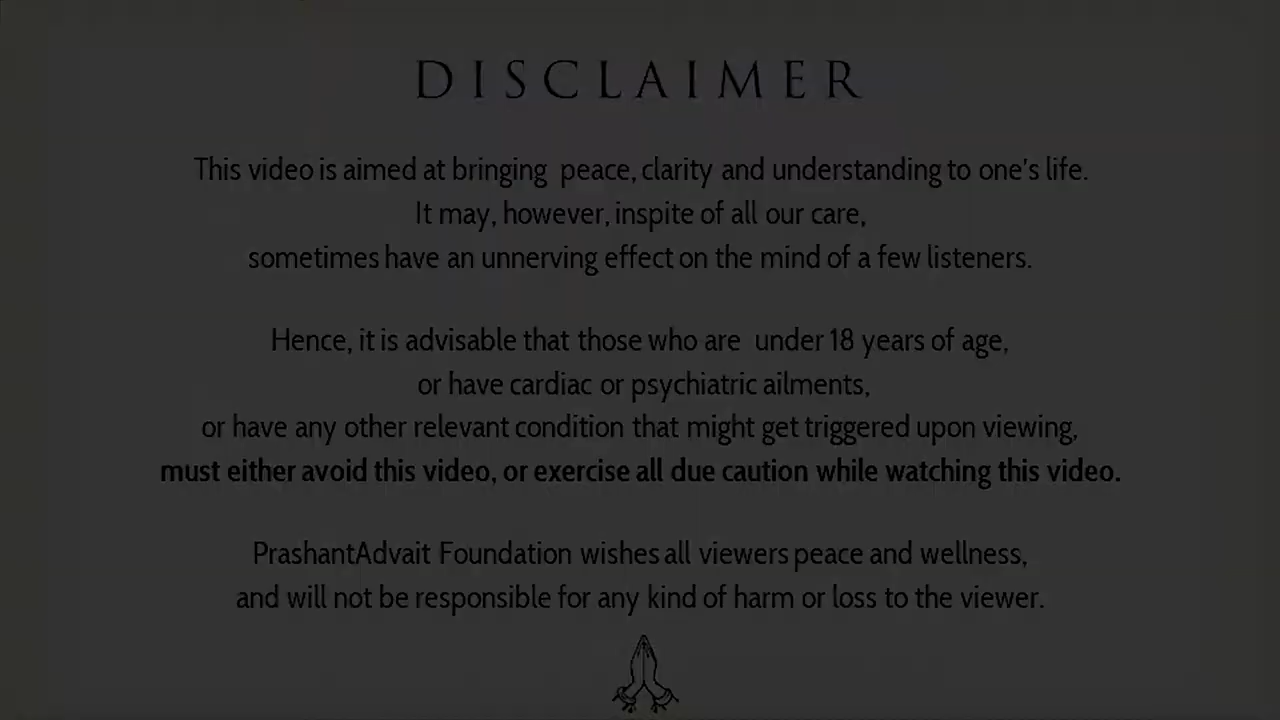 DISCLAIMER
This video is aimed at bringing peace, clarity and understanding to one's life.
It may, however, inspite of all our care,
sometimes have an unnerving effect on the mind of a few listeners.
Hence, it is advisable that those who are under 18 years of age,
or have cardiac or psychiatric ailments,
or have any other relevant condition that might get triggered upon viewing,
must either avoid this video, or exercise all due caution while watching this video.
PrashantAdvait Foundation wishes all viewers peace and wellness,
and will not be responsible for any kind of harm or loss to the viewer.